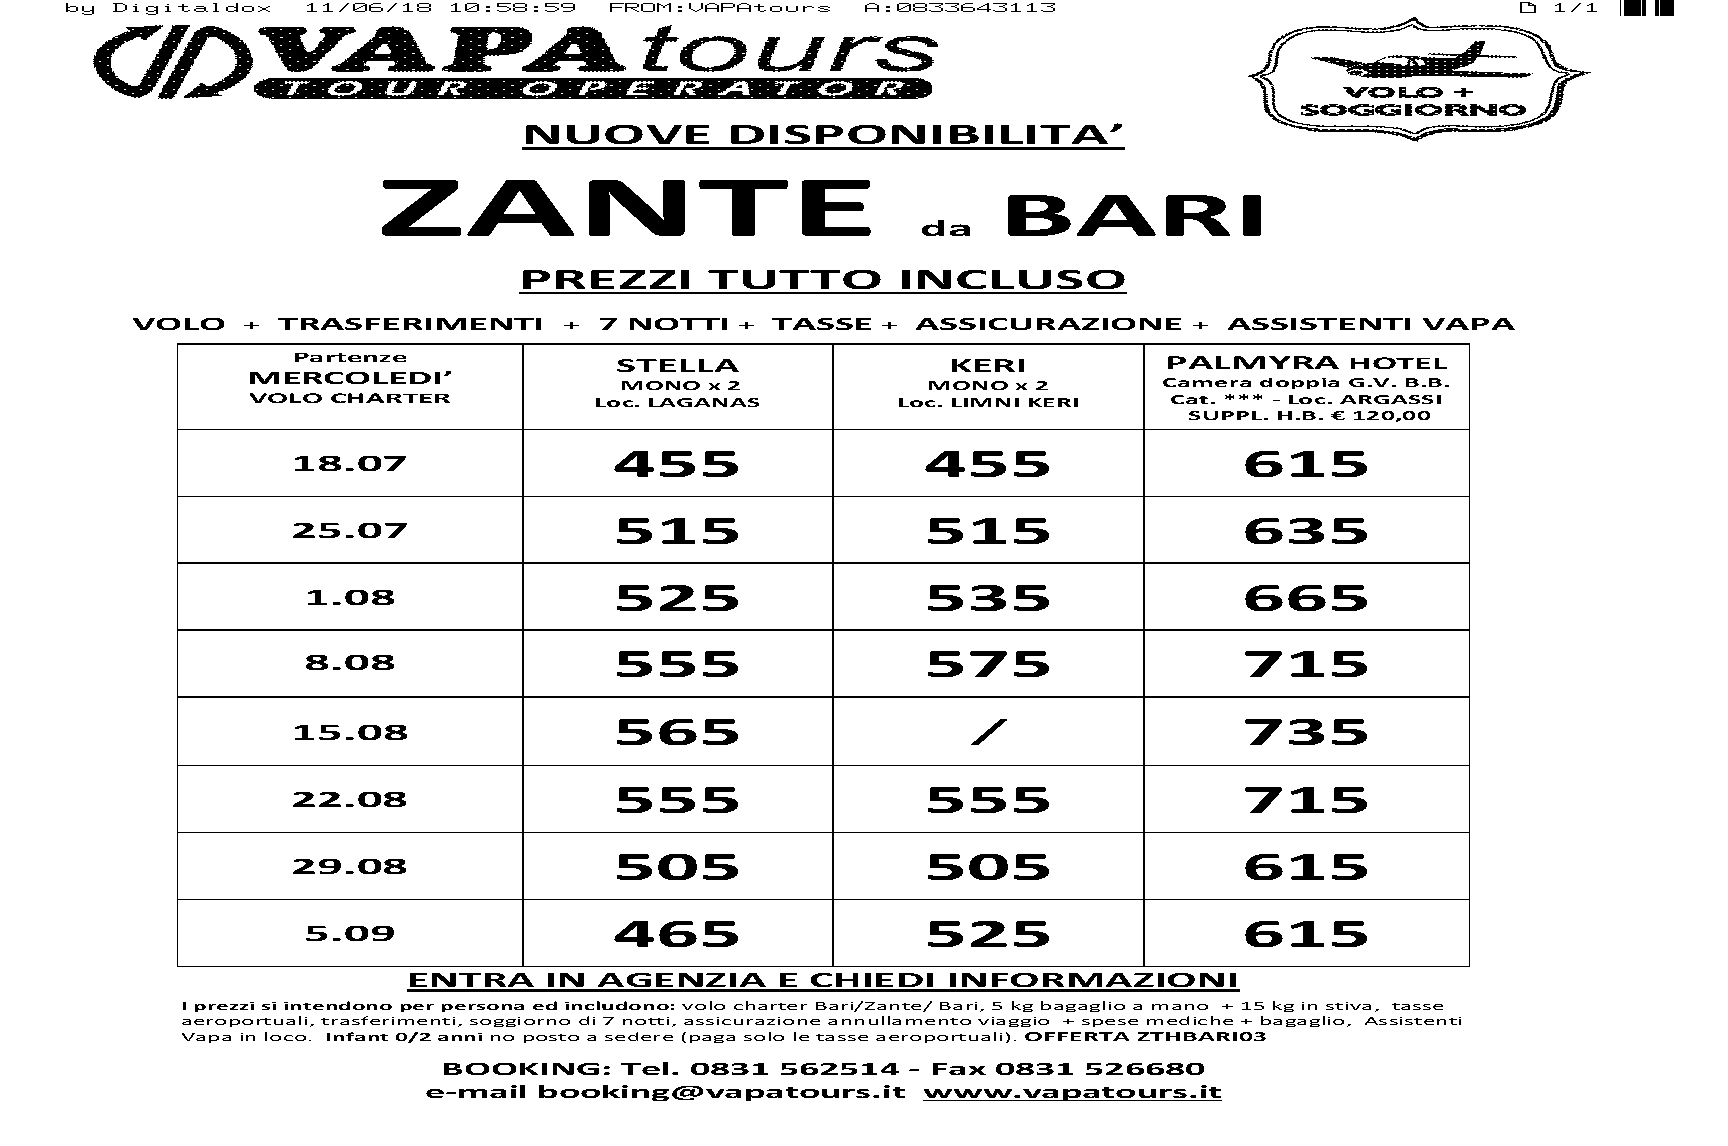 by Digitaldox 11/06/18 10:58:59 FROM:VAPAtours A:0833643113 1/1
VAPAtours
TOUR OPERATOR
VOLO +
SOGGIORNO
NUOVE DISPONIBILITA’
ZANTE da BARI
PREZZI TUTTO INCLUSO
VOLO + TRASFERIMENTI + 7 NOTTI + TASSE + ASSICURAZIONE + ASSISTENTI VAPA
Partenze
MERCOLEDI’
VOLO CHARTER
STELLA
MONO x 2
Loc. LAGANAS
KERI
MONO x 2
Loc. LIMNI KERI
PALMYRA HOTEL
Camera doppia G.V. B.B.
Cat. *** - Loc. ARGASSI
SUPPL. H.B. € 120,00
18.07 455 455 615
25.07 515 515 635
1.08 525 535 665
8.08 555 575 715
15.08 565 / 735
22.08 555 555 715
29.08 505 505 615
5.09 465 525 615
ENTRA IN AGENZIA E CHIEDI INFORMAZIONI
I prezzi si intendono per persona ed includono: volo charter Bari/Zante/ Bari, 5 kg bagaglio a mano + 15 kg in stiva, tasse
aeroportuali, trasferimenti, soggiorno di 7 notti, assicurazione annullamento viaggio + spese mediche + bagaglio, Assistenti
Vapa in loco. Infant 0/2 anni no posto a sedere (paga solo le tasse aeroportuali). OFFERTA ZTHBARI03
BOOKING: Tel. 0831 562514 - Fax 0831 526680
e-mail booking@vapatours.it www.vapatours.it